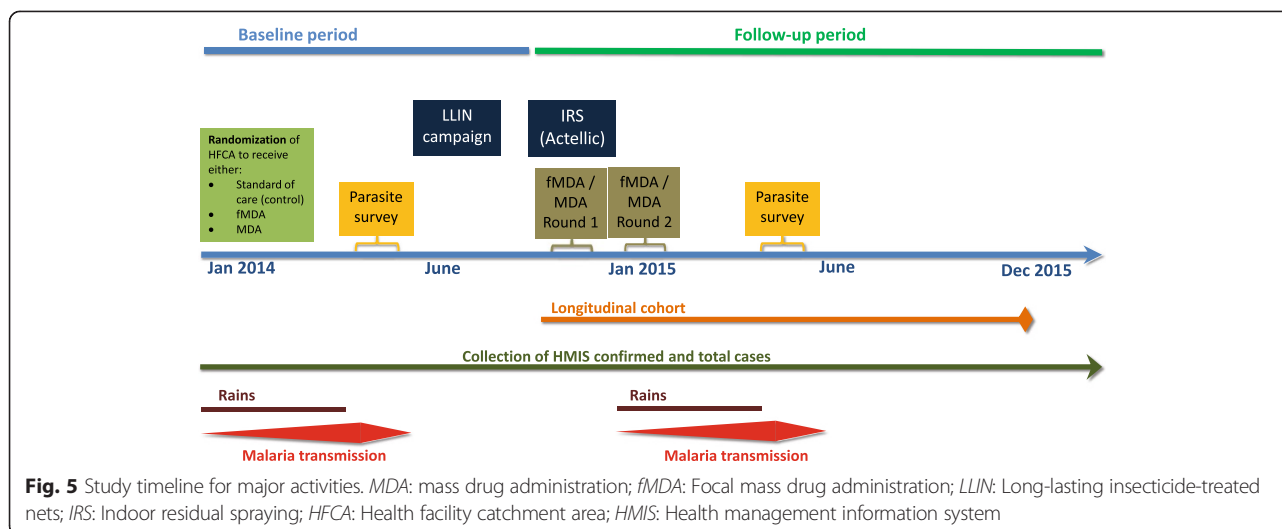 Baseline period
Follow-up period
LLIN
campaign
IRS
(Actellic)
Randomization of
HFCA to receive
either:
• Standard of
care (control)
• fMDA
• MDA
Parasite
survey
fMDA /
MDA
Round 1
fMDA /
MDA
Round 2
Parasite
survey
Jan 2014
June
Jan 2015
June
Dec 2015
Longitudinal cohort
Collection of HMIS confirmed and total cases
Rains
Rains
Malaria transmission
Malaria transmission
Fig. 5 Study timeline for major activities. MDA: mass drug administration; fMDA: Focal mass drug administration; LLIN: Long-lasting insecticide-treated
nets; IRS: Indoor residual spraying; HFCA: Health facility catchment area; HMIS: Health management information system